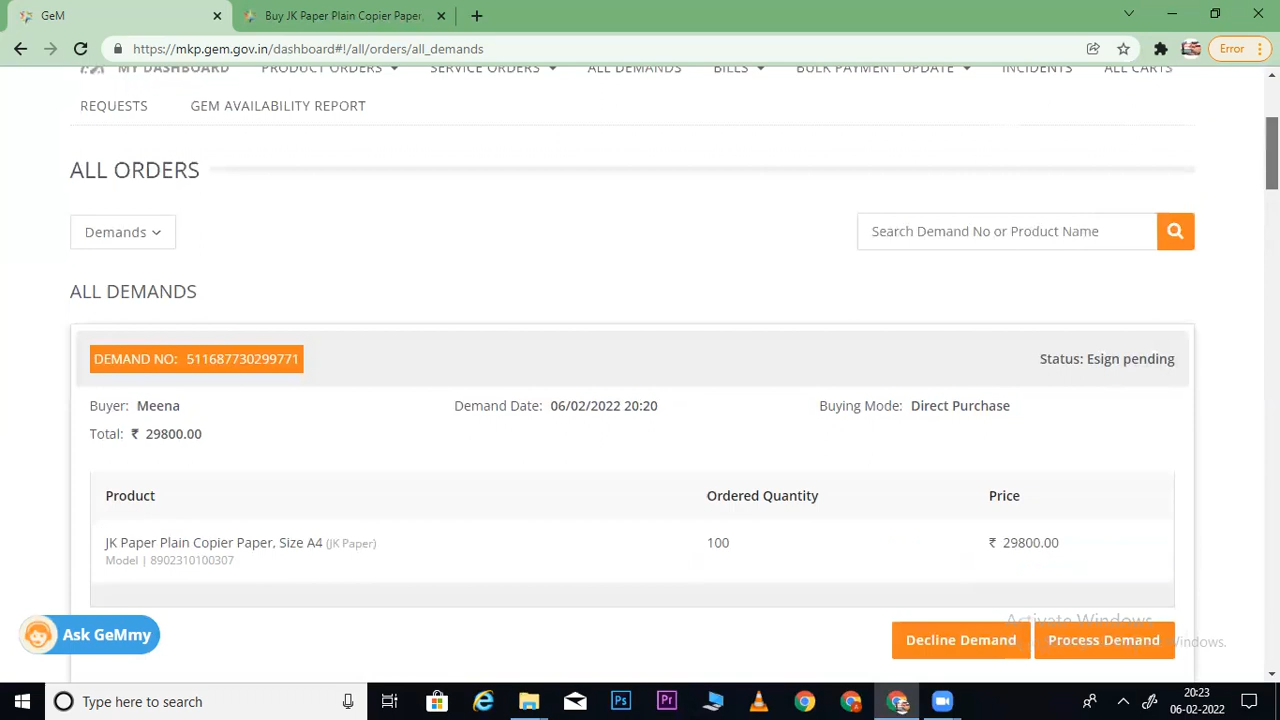 GeM
Buy JK Paper Plain Copier Paper,
https://mkp.gem.gov.in/dashboard#!/all/orders/all_demands
Error
MY DASHBOARD PRODUCT ORDERS SERVICE ORDERS ALL DEMANDS BILLS BULK PAYMENT UPDATE INCIDENTS ALL CARTS
REQUESTS GEM AVAILABILITY REPORT
ALL ORDERS
Demands
Search Demand No or Product Name
ALL DEMANDS
DEMAND NO: 511687730299771
Status: Esign pending
Buyer: Meena Demand Date: 06/02/2022 20:20 Buying Mode: Direct Purchase
Total: ₹ 29800.00
Product Ordered Quantity Price
JK Paper Plain Copier Paper, Size A4 (JK Paper) 100 ₹ 29800.00
Model | 8902310100307
Activate Windows
Ask GeMmy
Decline Demand Process Demand
Windows.
Type here to search
Ps
Pr
20:23
06-02-2022